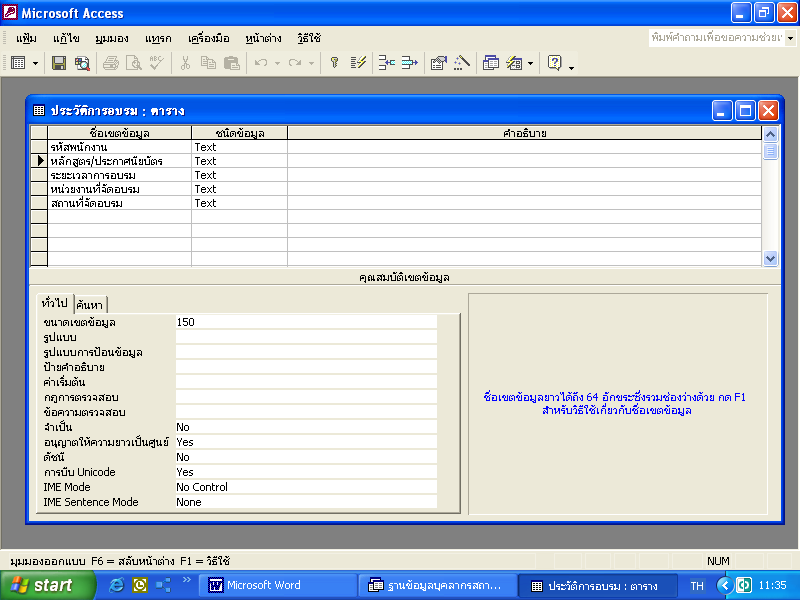 Microsoft Access
แฟ้ม แก้ไข มุมมอง แทรก เครื่องมือ หน้าต่าง วิธีใช้ พิมพ์คำถามเพื่อขอความช่วยเ
ประวัติการอบรม : ตาราง
ชื่อเขตข้อมูล ชนิดข้อมูล คำอธิบาย
รหัสพนักงาน Text
หลักสูตร/ประกาศนียบัตร Text
ระยะเวลาการอบรม Text
หน่วยงานที่จัดอบรม Text
สถานที่จัดอบรม Text
คุณสมบัติเขตข้อมูล
ทั่วไป ค้นหา
ขนาดเขตข้อมูล 150
รูปแบบ
รูปแบบการป้อนข้อมูล
ป้ายคำอธิบาย
ค่าเริ่มต้น
กฎการตรวจสอบ
ข้อความตรวจสอบ
จำเป็น No
อนุญาตให้ความยาวเป็นศูนย์ Yes
ดัชนี No
การบีบ Unicode Yes
IME Mode No Control
IME Sentence Mode None
ชื่อเขตข้อมูลยาวได้ถึง 64 อักขระซึ่งรวมช่องว่างด้วย กด F1
สำหรับวิธีใช้เกี่ยวกับชื่อเขตข้อมูล
มุมมองออกแบบ F6 = สลับหน้าต่าง F1 = วิธีใช้ NUM
start Microsoft Word ฐานข้อมูลบุคลากรสถา... ประวัติการอบรม : ตาราง TH 11:35